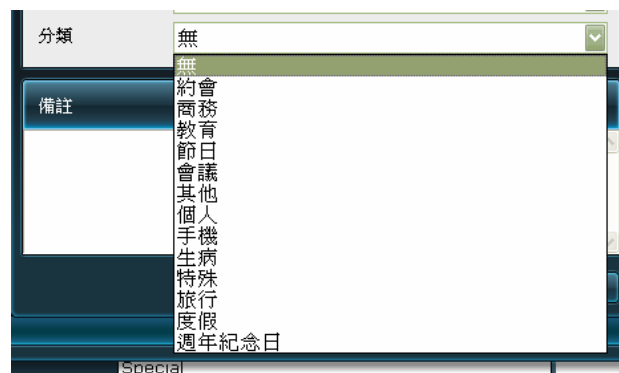 分類
無
無
約會
備註
商務
教育
節日
會議
其他
個人
手機
生病
特殊
旅行
度假
週年紀念日
Special